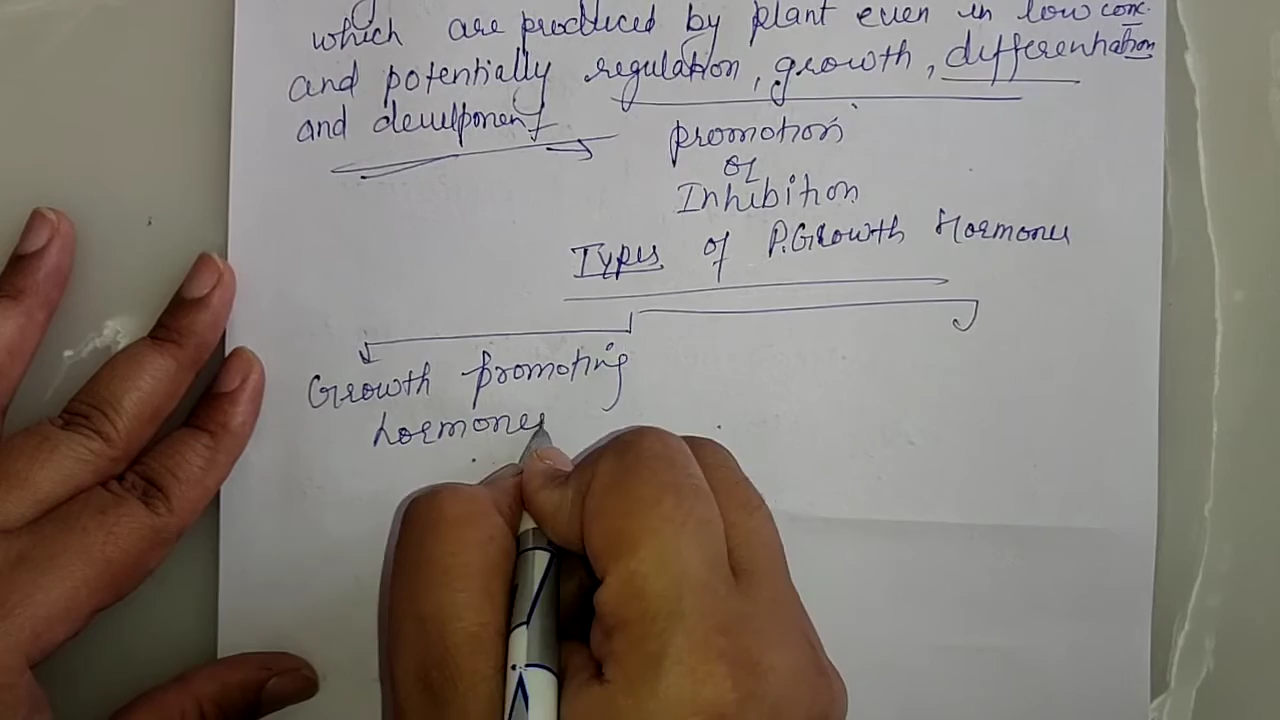 which are produced by plant even in low conc.
and potentially regulation, growth, differentiation
and develpoment
promotion
or
Inhibition
Types of P.Growth Hormones
Growth promoting
hormones